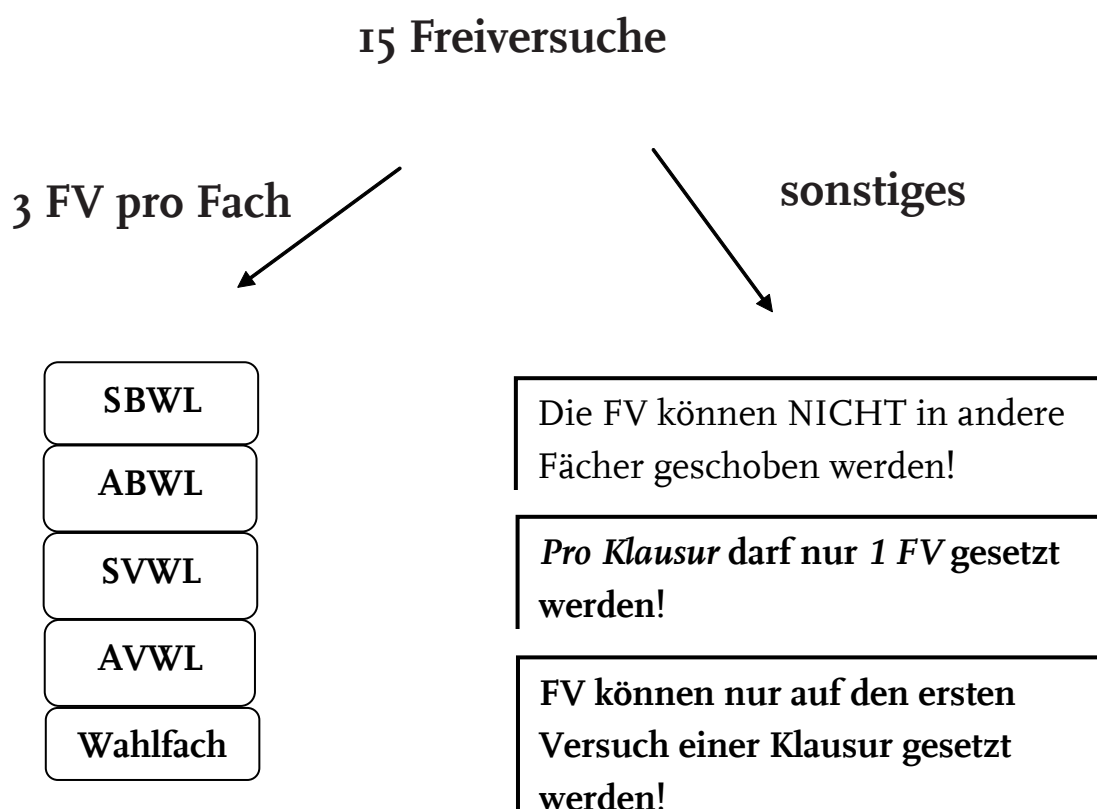 15 Freiversuche
3 FV pro Fach
sonstiges
SBWL
ABWL
SVWL
AVWL
Wahlfach
Die FV können NICHT in andere
Fächer geschoben werden!
Pro Klausur darf nur 1 FV gesetzt
werden!
FV können nur auf den ersten
Versuch einer Klausur gesetzt
werden!